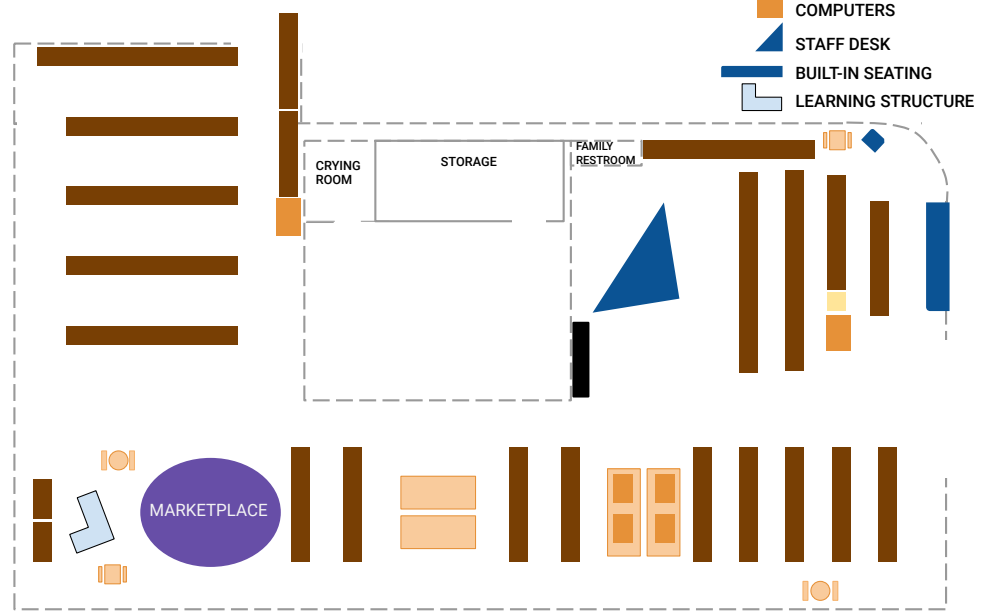 COMPUTERS
STAFF DESK
BUILT-IN SEATING
LEARNING STRUCTURE
FAMILY
RESTROOM
STORAGE
CRYING
ROOM
MARKETPLACE